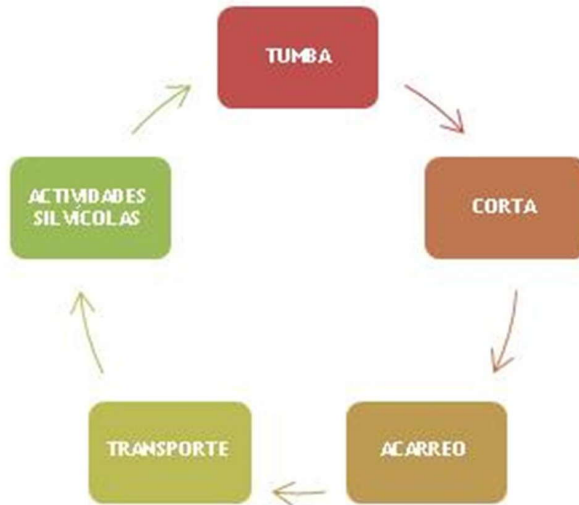 TUMBA
CORTA
ACARREO
TRANSPORTE
ACTIVIDADES
SILVÍCOLAS